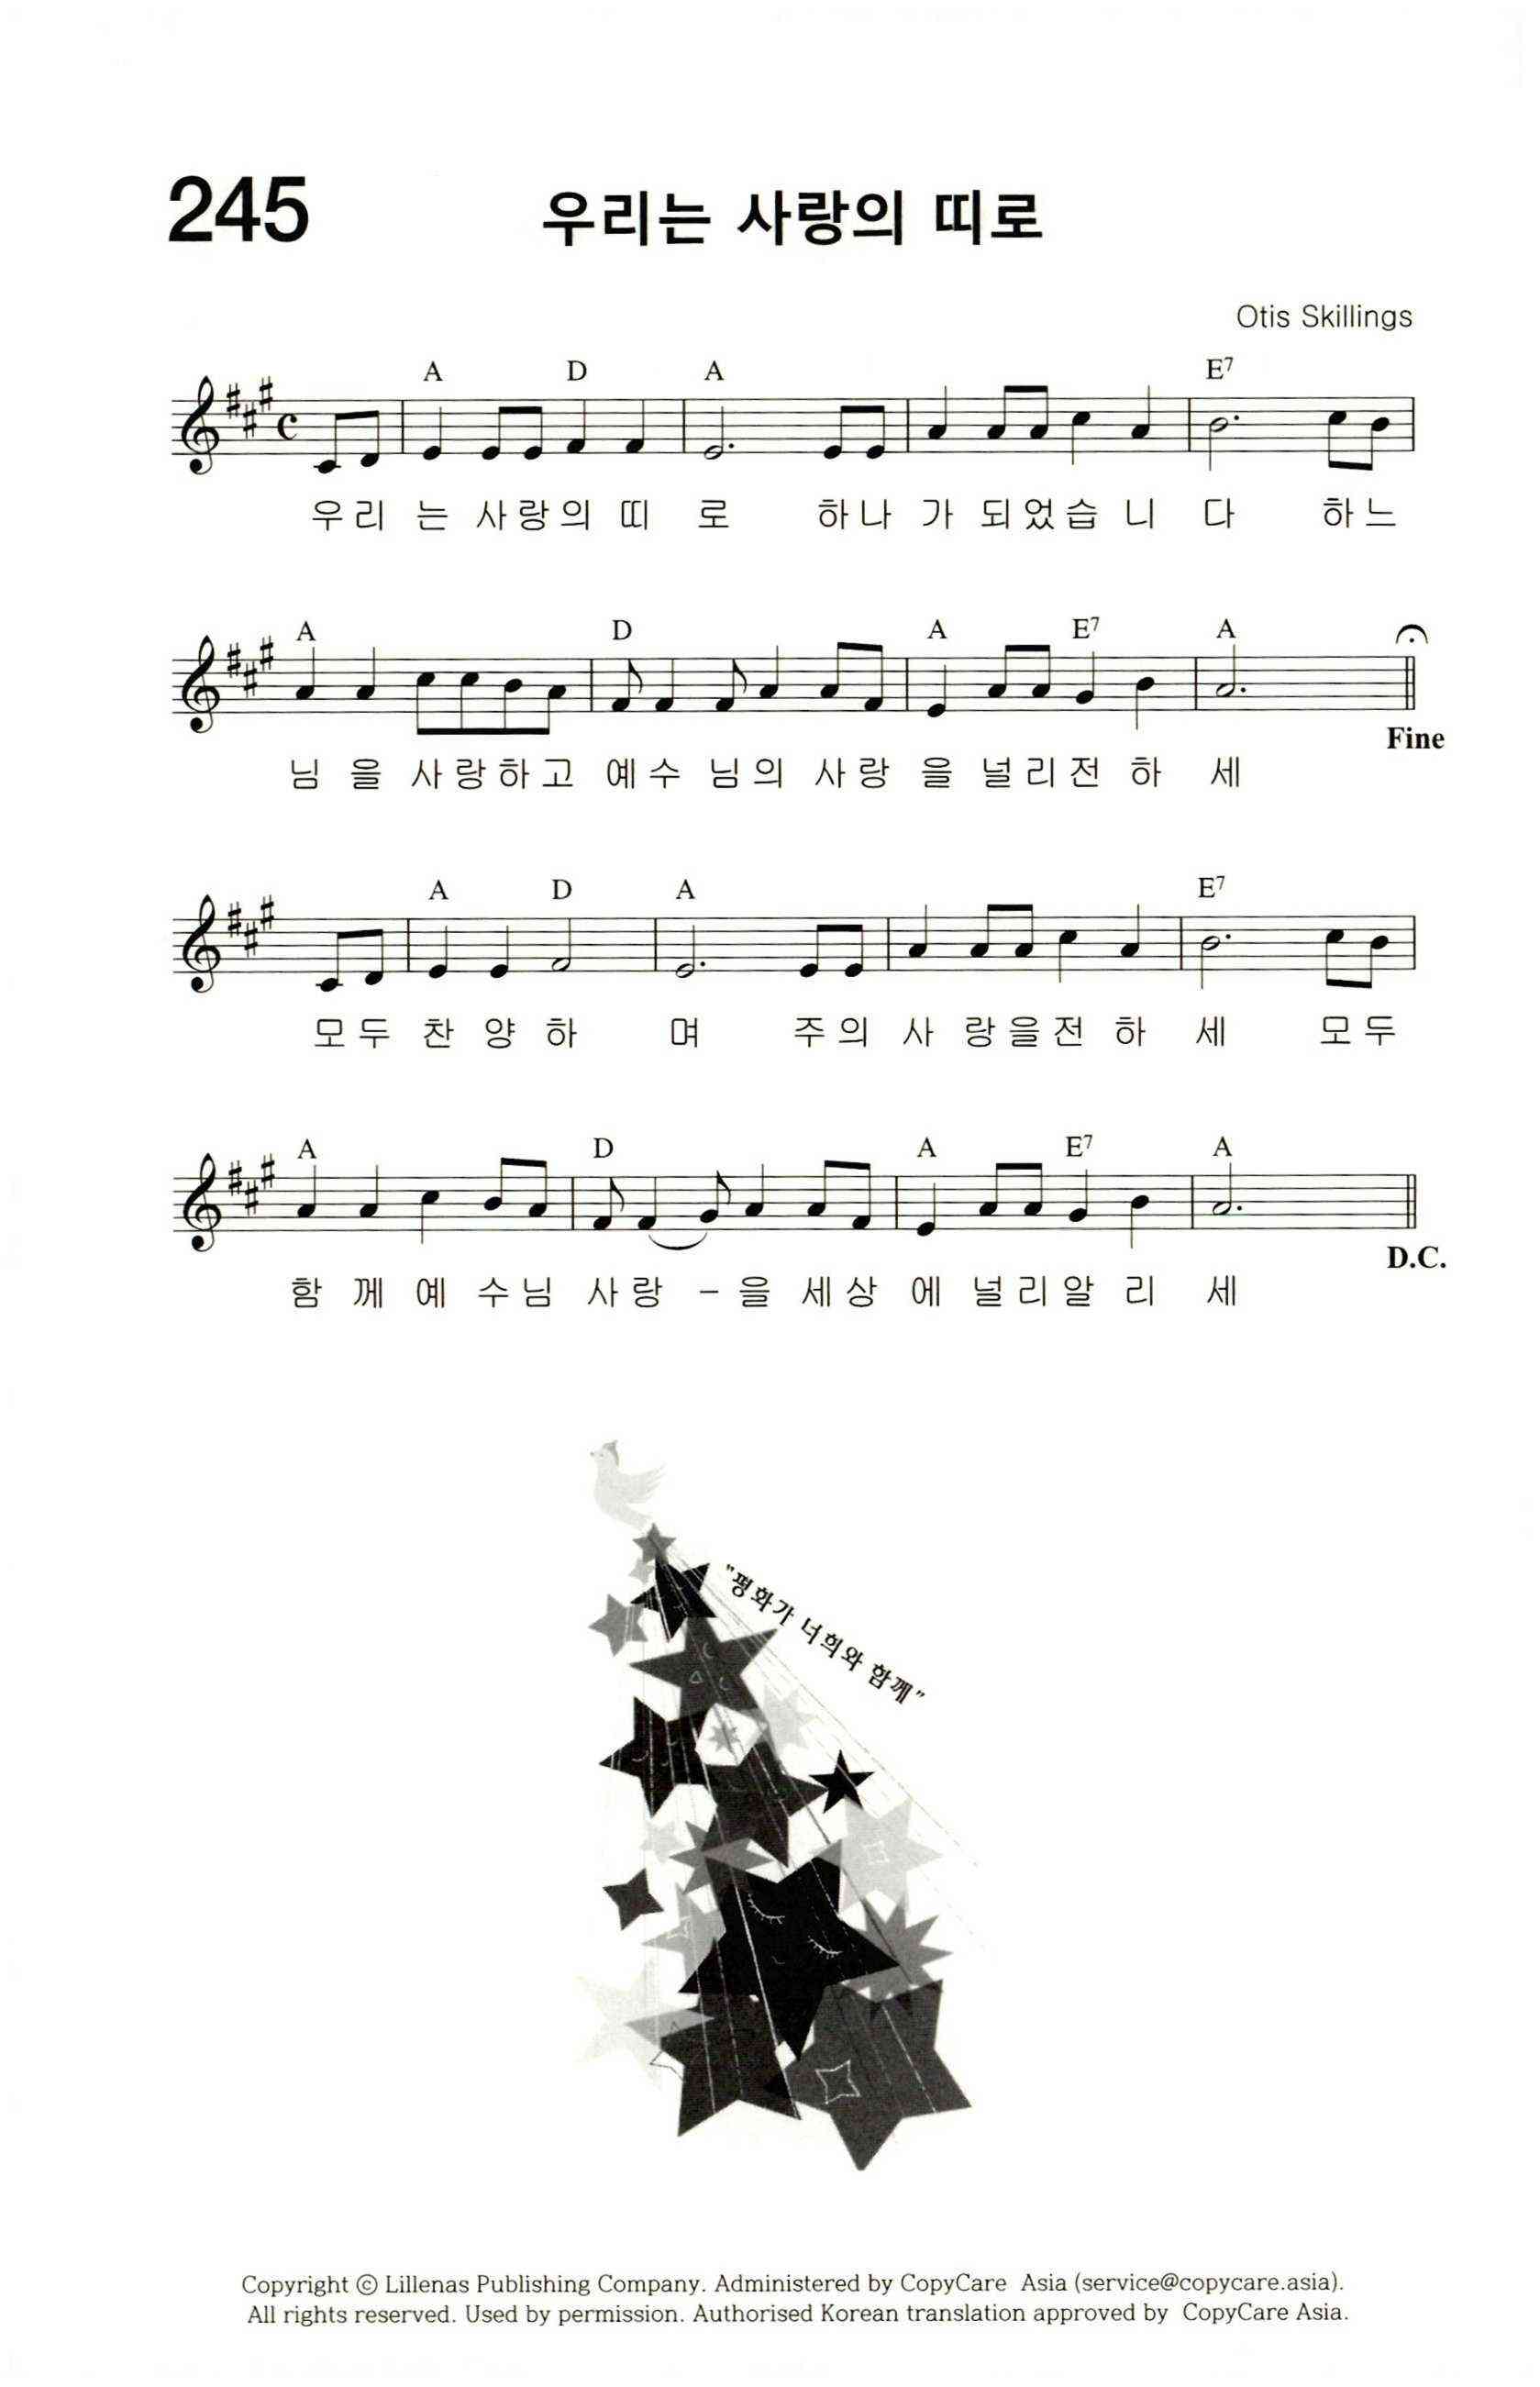 245
우리는 사랑의 띠로
Otis Skillings
A D A E7
우리 는 사랑의 띠 로 하나 가 되었습 니 다 하느
A D A E7 A
Fine
님 을 사랑하고 예수 님의 사랑 을 널리전 하 세
A D A E7
모두 찬 양 하 며 주의 사 랑을전 하 세 모두
A D A E7 A
D.C.
함 께 예 수님 사랑 - 을 세상 에 널리알 리 세
"평화가 너희와 함께"
Copyright ⓒ Lillenas Publishing Company. Administered by CopyCare Asia (service@copycare.asia).
All rights reserved. Used by permission. Authorised Korean translation approved by CopyCare Asia.